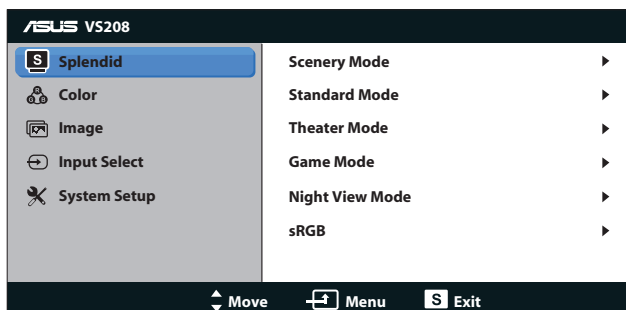 ASUS VS208
S Splendid
Color
Image
Input Select
System Setup
Scenery Mode
Standard Mode
Theater Mode
Game Mode
Night View Mode
sRGB
Move Menu S Exit